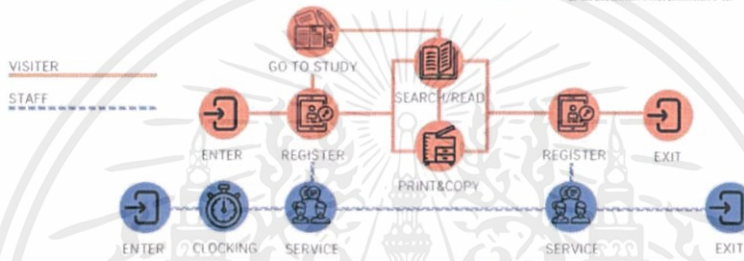 VISITER
STAFF
GO TO STUDY
SEARCH/READ
ENTER
REGISTER
PRINT&COPY
REGISTER
EXIT
ENTER
CLOCKING
SERVICE
SERVICE
EXIT